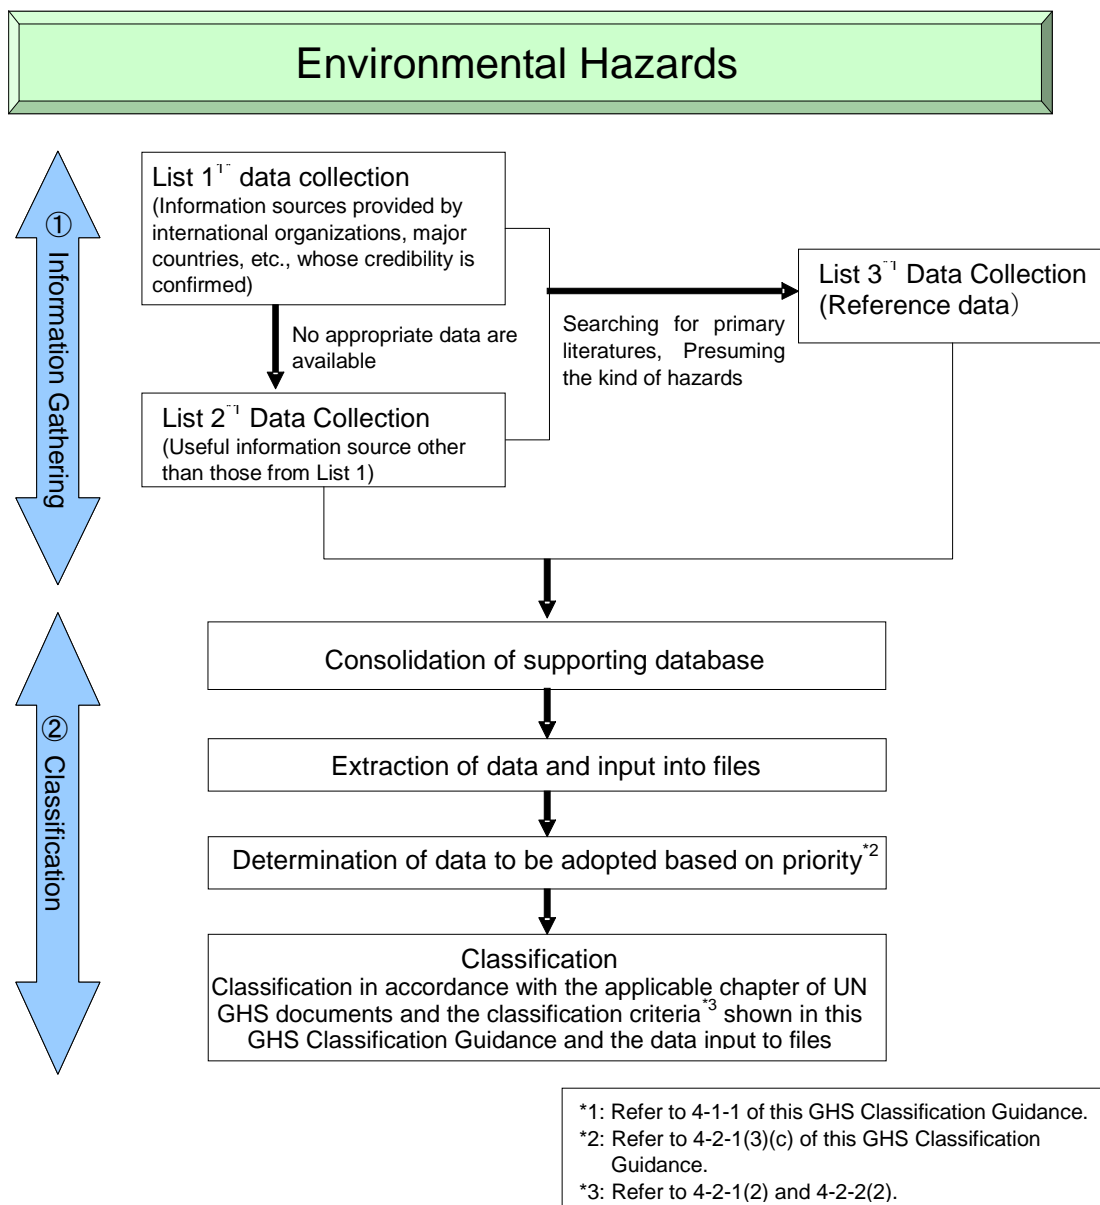 Environmental Hazards
① Information Gathering
List 1*1 data collection
(Information sources provided by
international organizations, major
countries, etc., whose credibility is
confirmed)
No appropriate data are
available
List 2*1 Data Collection
(Useful information source other
than those from List 1)
Searching for primary
literatures, Presuming
the kind of hazards
List 3*1 Data Collection
(Reference data)
② Classification
Consolidation of supporting database
Extraction of data and input into files
Determination of data to be adopted based on priority*2
Classification
Classification in accordance with the applicable chapter of UN
GHS documents and the classification criteria*3 shown in this
GHS Classification Guidance and the data input to files
*1: Refer to 4-1-1 of this GHS Classification Guidance.
*2: Refer to 4-2-1(3)(c) of this GHS Classification
Guidance.
*3: Refer to 4-2-1(2) and 4-2-2(2).